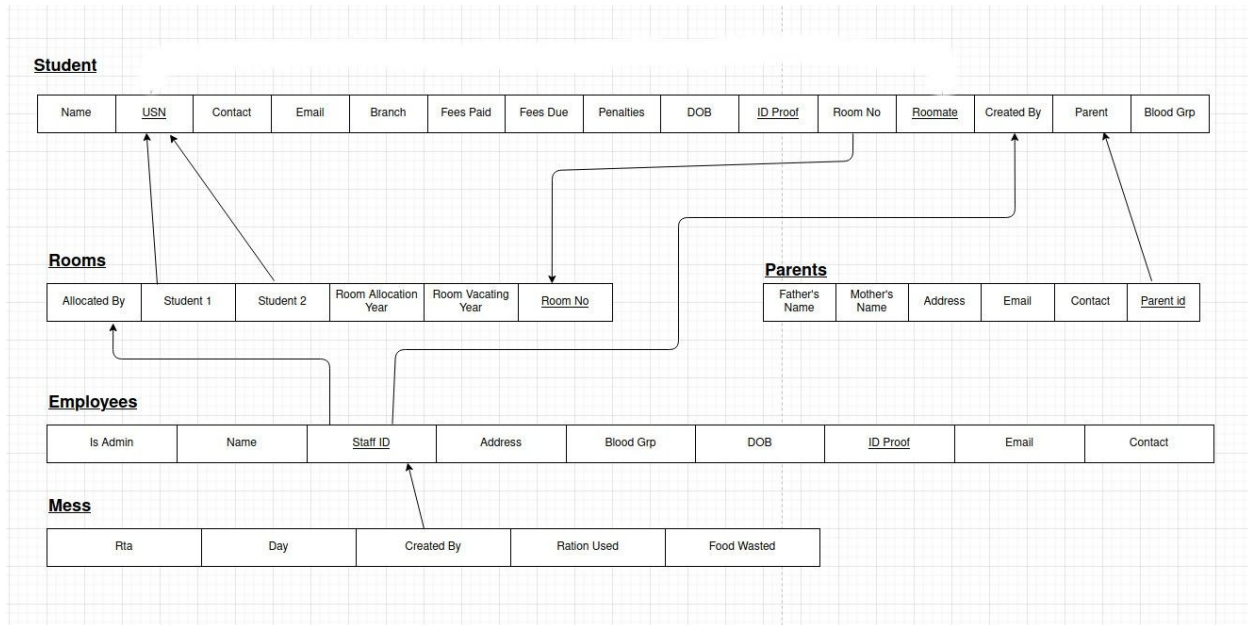 Student
Name USN Contact Email Branch Fees Paid Fees Due Penalties DOB ID Proof Room No Roomate Created By Parent Blood Grp
Rooms
Allocated By Student 1 Student 2 Room Allocation Year Room Vacating Year Room No
Parents
Father's Name Mother's Name Address Email Contact Parent id
Employees
Is Admin Name Staff ID Address Blood Grp DOB ID Proof Email Contact
Mess
Rta Day Created By Ration Used Food Wasted